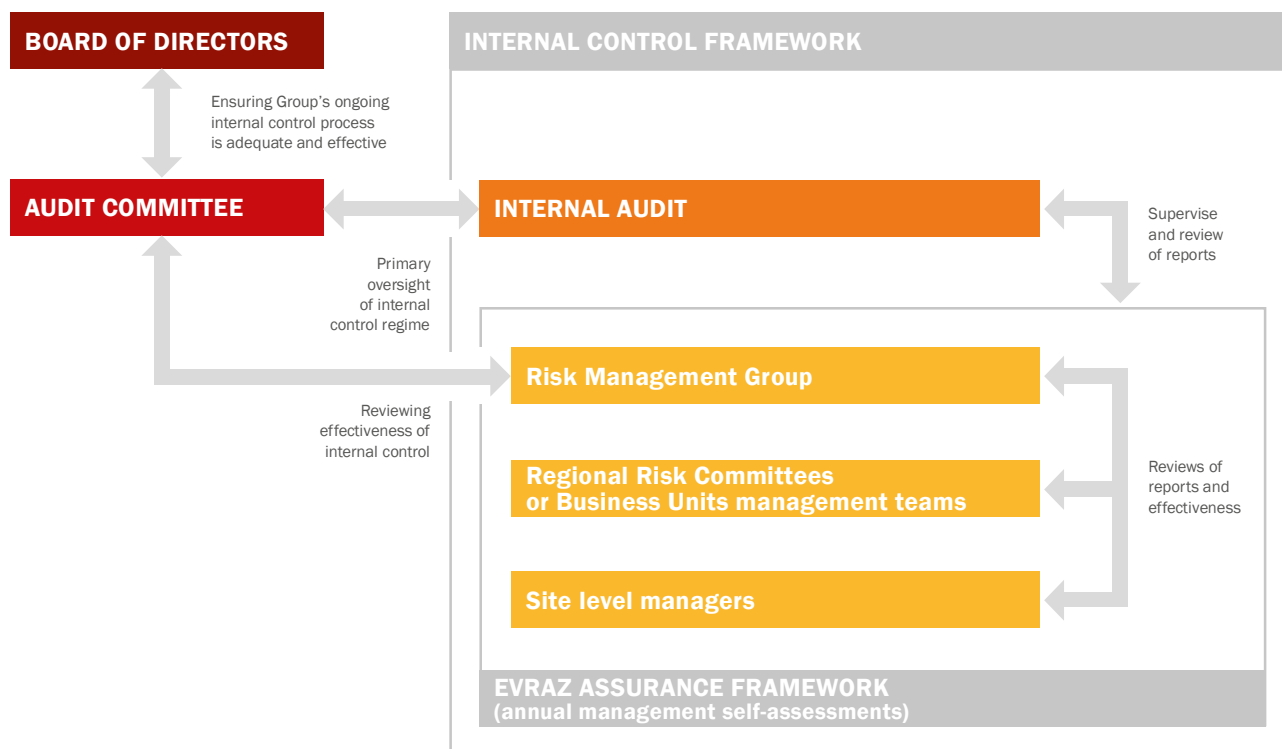 BOARD OF DIRECTORS
INTERNAL CONTROL FRAMEWORK
Ensuring Group’s ongoing
internal control process
is adequate and effective
AUDIT COMMITTEE
INTERNAL AUDIT
Supervise
and review
of reports
Primary
oversight
of internal
control regime
Risk Management Group
Reviewing
effectiveness of
internal control
Regional Risk Committees
or Business Units management teams
Reviews of
reports and
effectiveness
Site level managers
EVRAZ ASSURANCE FRAMEWORK
(annual management self-assessments)